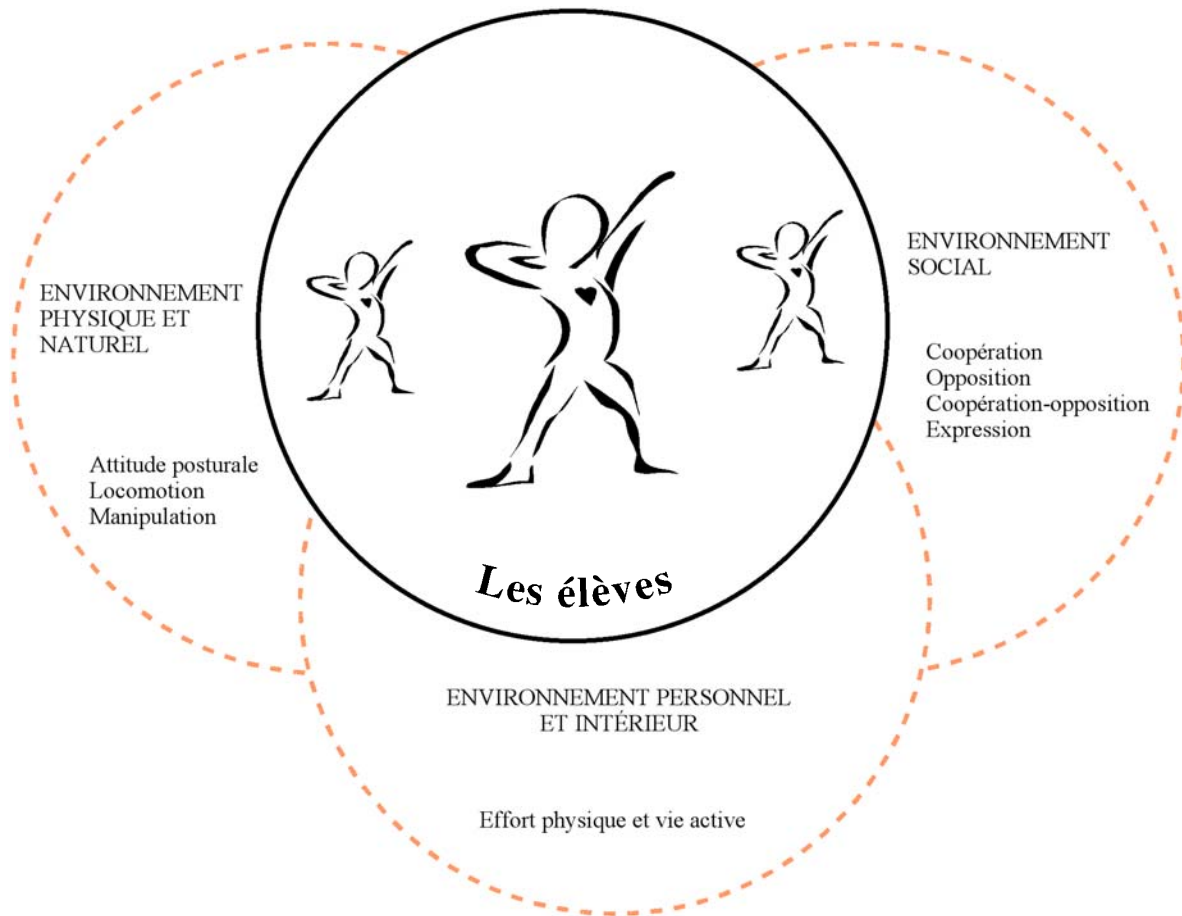 ENVIRONNEMENT
PHYSIQUE ET
NATUREL
Attitude posturale
Locomotion
Manipulation
ENVIRONNEMENT
SOCIAL
Coopération
Opposition
Coopération-opposition
Expression
Les élèves
ENVIRONNEMENT PERSONNEL
ET INTÉRIEUR
Effort physique et vie active